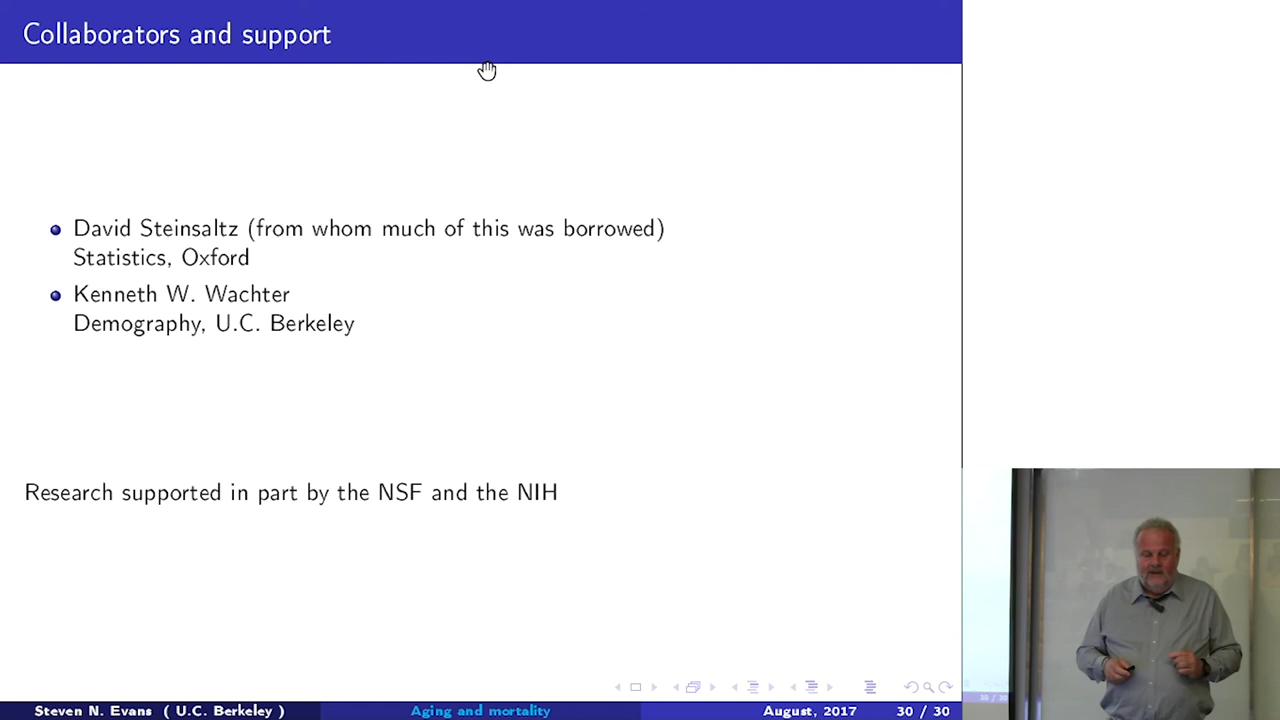 Collaborators and support
David Steinsaltz (from whom much of this was borrowed)
Statistics, Oxford
Kenneth W. Wachter
Demography, U.C. Berkeley
Research supported in part by the NSF and the NIH
Steven N. Evans ( U.C. Berkeley ) Aging and mortality August, 2017 30 / 30
30 / 30